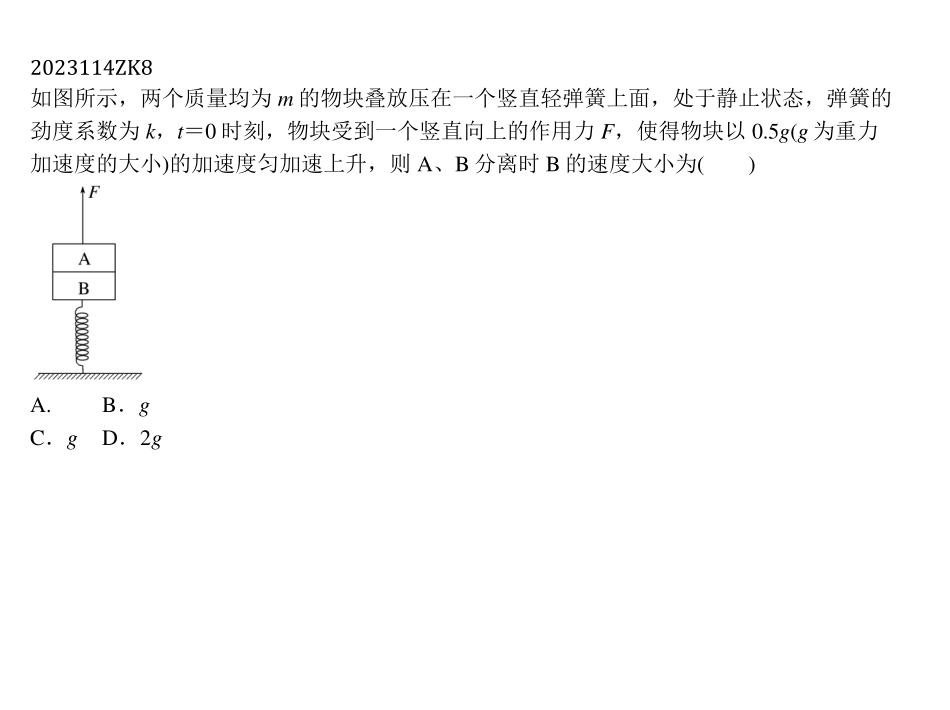 2023114ZK8
如图所示，两个质量均为 m 的物块叠放压在一个竖直轻弹簧上面，处于静止状态，弹簧的
劲度系数为 k，t＝0 时刻，物块受到一个竖直向上的作用力 F，使得物块以 0.5g(g 为重力
加速度的大小)的加速度匀加速上升，则 A、B 分离时 B 的速度大小为(　　)
F
A
B
A. B．g
C．g D．2g